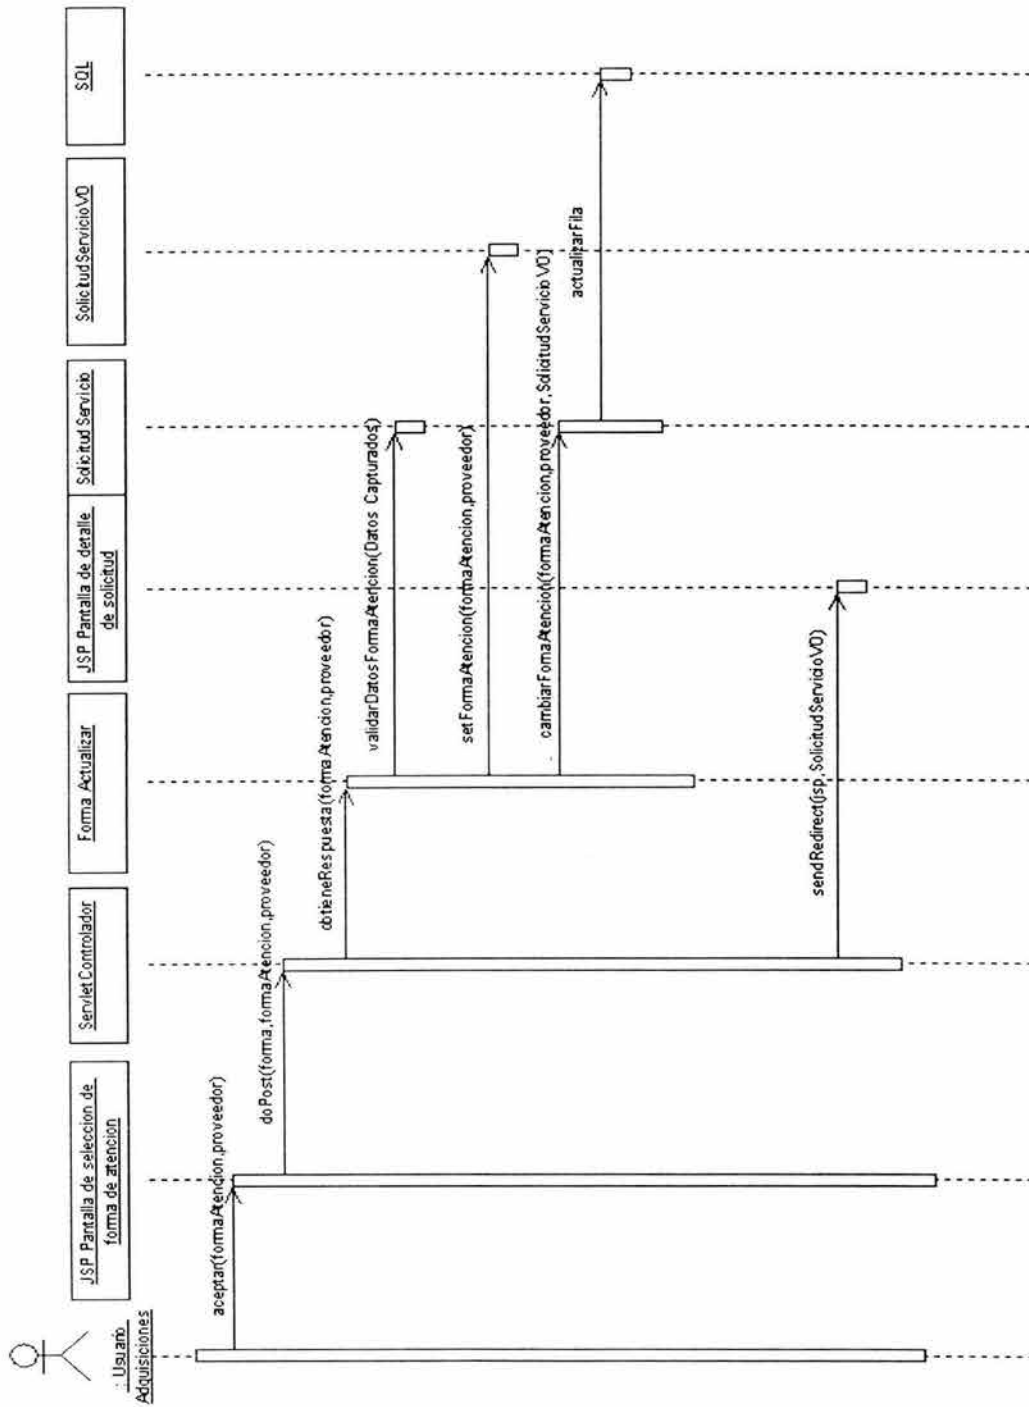 : Usuario
Adquisiciones
JSP Pantalla de seleccion de
forma de atencion
Servlet Controlador
Forma Actualizar
JSP Pantalla de detalle
de solicitud
Solicitud Servicio
SolicitudServicioVO
SQL
aceptar(formaAtencion,proveedor)
doPost(forma,formaAtencion,proveedor)
obtieneRespuesta(formaAtencion,proveedor)
validarDatosFormaAtencion(Datos Capturados)
setFormaAtencion(formaAtencion,proveedor)
cambiarFomaAtencion(formaAtencion,proveedor,SolicitudServicioVO)
actualizarFila
sendRedirect(jsp,SolicitudServicioVO)